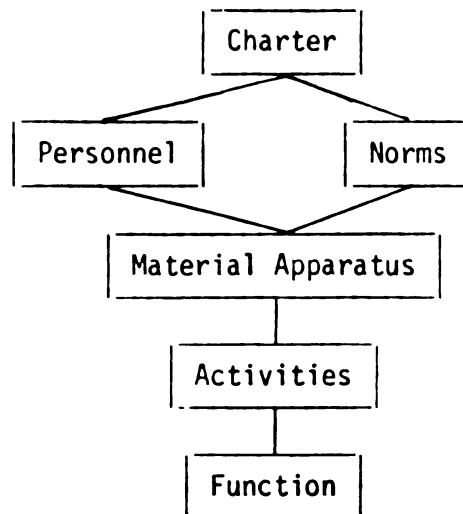 Charter
Personnel
Norms
Material Apparatus
Activities
Function